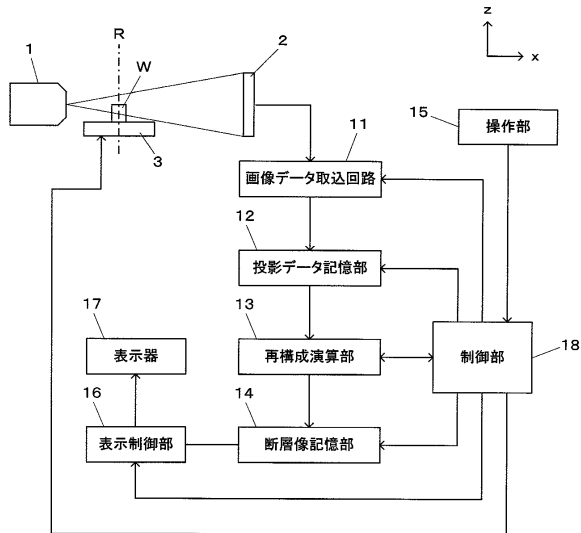 R
z
1
2
W
x
15
操作部
3
11
画像データ取込回路
12
投影データ記憶部
17
13
表示器
再構成演算部
制御部
18
16
14
表示制御部
断層像記憶部